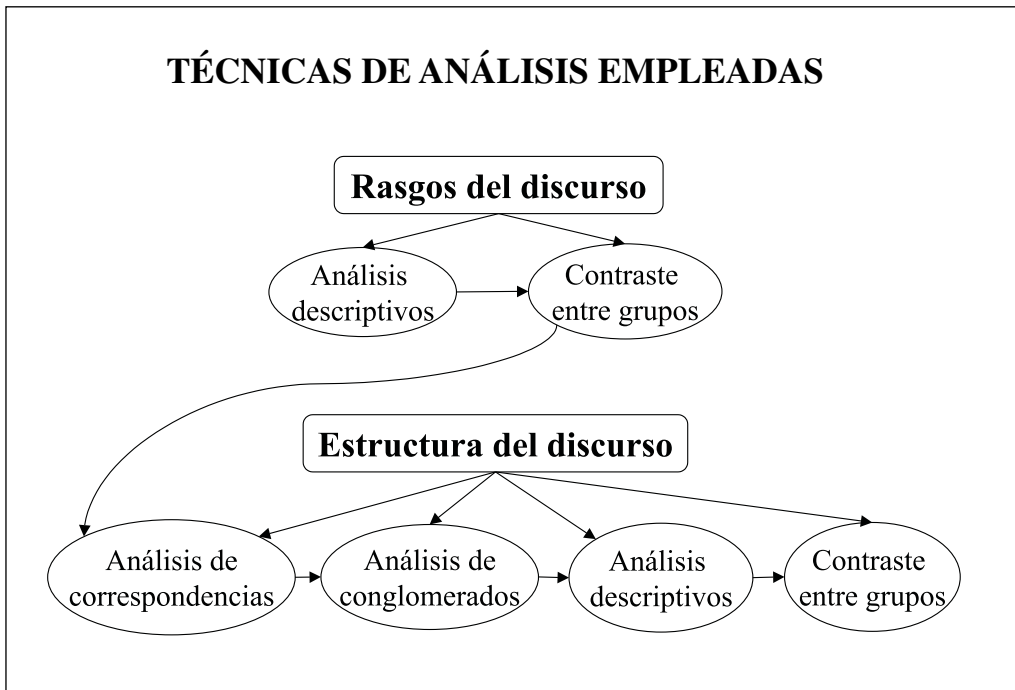 TÉCNICAS DE ANÁLISIS EMPLEADAS
Rasgos del discurso
Análisis
descriptivos
Contraste
entre grupos
Estructura del discurso
Análisis de
correspondencias
Análisis de
conglomerados
Análisis
descriptivos
Contraste
entre grupos